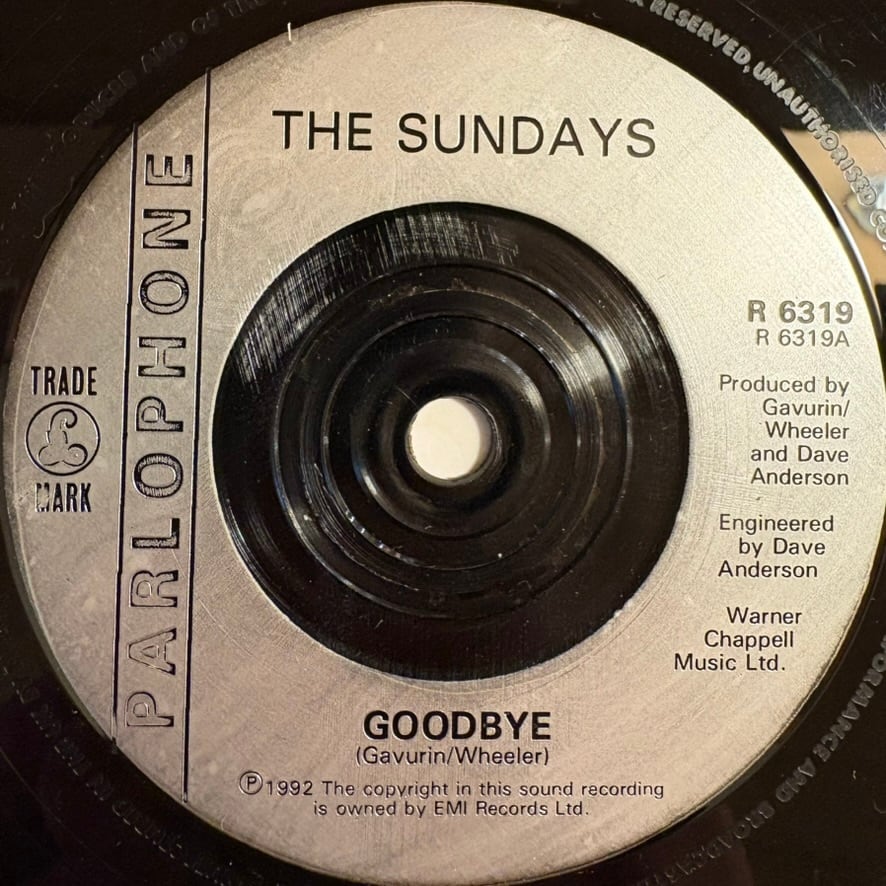 THE SUNDAYS
PARLOPHONE
TRADE
MARK
R 6319
R 6319A
Produced by
Gavurin/
Wheeler
and Dave
Anderson
Engineered
by Dave
Anderson
Warner
Chappell
Music Ltd.
GOODBYE
(Gavurin/Wheeler)
℗1992 The copyright in this sound recording
is owned by EMI Records Ltd.
RESERVED, UNAUTHORISED
AND